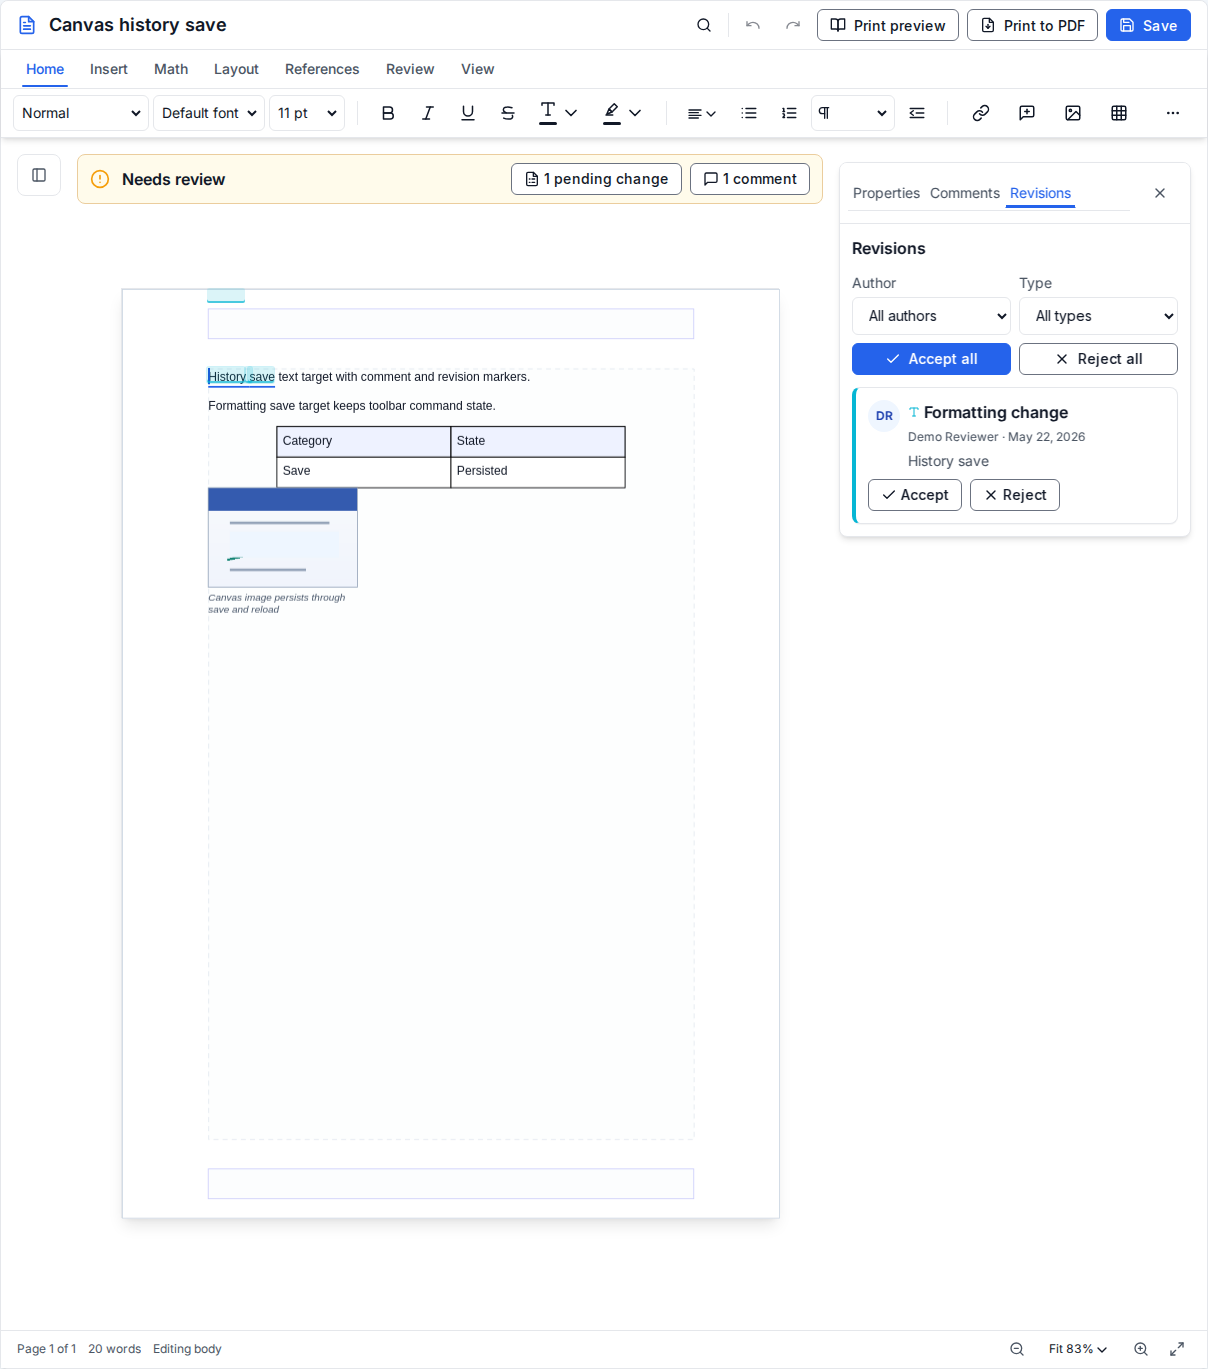 Canvas history save
Print preview
Print to PDF
Save
Home Insert Math Layout References Review View
Normal Default font 11 pt
Needs review
1 pending change
1 comment
History save text target with comment and revision markers.
Formatting save target keeps toolbar command state.
Category State
Save Persisted
Canvas image persists through
save and reload
Properties Comments Revisions
Revisions
Author Type
All authors All types
Accept all Reject all
DR Formatting change
Demo Reviewer · May 22, 2026
History save
Accept Reject
Page 1 of 1 20 words Editing body
Fit 83%